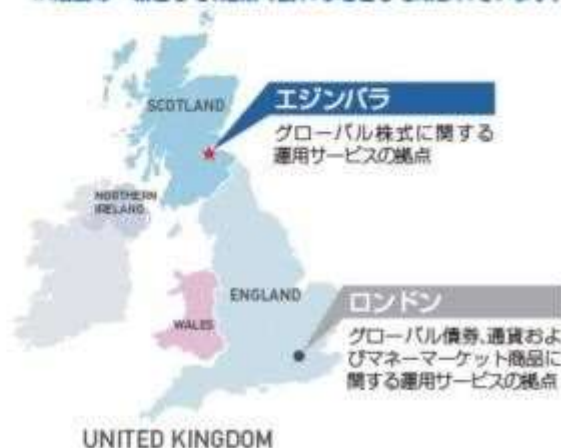 SCOTLAND
エジンバラ
グローバル株式に関する
運用サービスの拠点
NORTHERN
IRELAND
ENGLAND
ロンドン
WALES
グローバル債券、通貨およ
びマネーマーケット商品に
関する運用サービスの拠点
UNITED KINGDOM